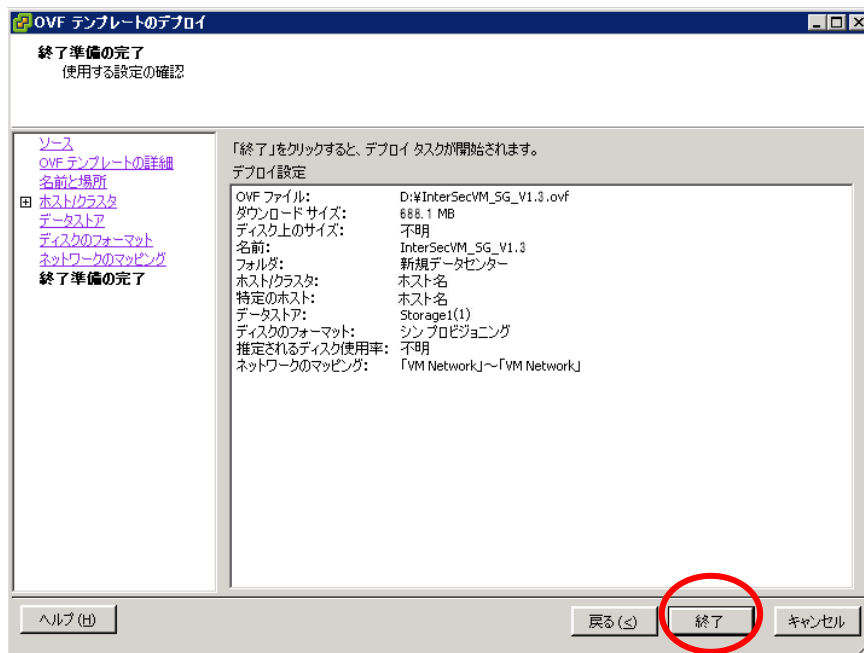 OVF テンプレートのデプロイ
終了準備の完了
使用する設定の確認
ソース
OVF テンプレートの詳細
名前と場所
ホスト/クラスタ
データストア
ディスクのフォーマット
ネットワークのマッピング
終了準備の完了
「終了」をクリックすると、デプロイ タスクが開始されます。
デプロイ設定
OVF ファイル: D:¥InterSecVM_SG_V1.3.ovf
ダウンロード サイズ: 688.1 MB
ディスク上のサイズ: 不明
名前: InterSecVM_SG_V1.3
フォルダ: 新規データセンター
ホスト/クラスタ: ホスト名
特定のホスト: ホスト名
データストア: Storage1(1)
ディスクのフォーマット: シン プロビジョニング
推定されるディスク使用率: 不明
ネットワークのマッピング: 「VM Network」～「VM Network」
ヘルプ(H) 戻る(<) 終了 キャンセル